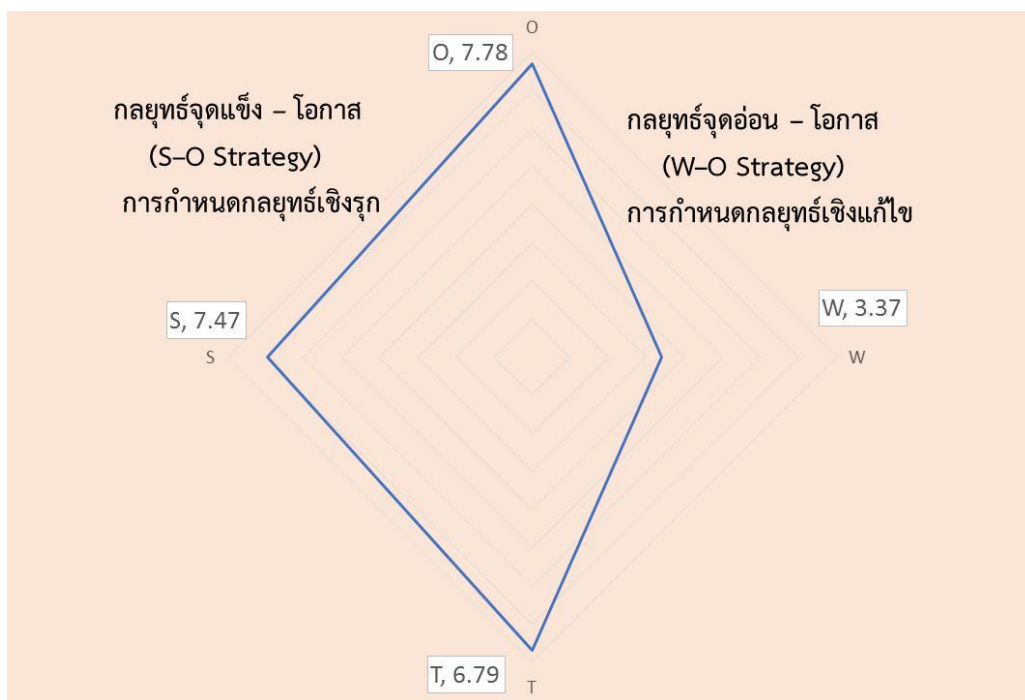 O
O, 7.78
กลยุทธ์จุดแข็ง – โอกาส
(S–O Strategy)
การกำหนดกลยุทธ์เชิงรุก
กลยุทธ์จุดอ่อน – โอกาส
(W–O Strategy)
การกำหนดกลยุทธ์เชิงแก้ไข
S, 7.47
S
W, 3.37
W
T, 6.79
T